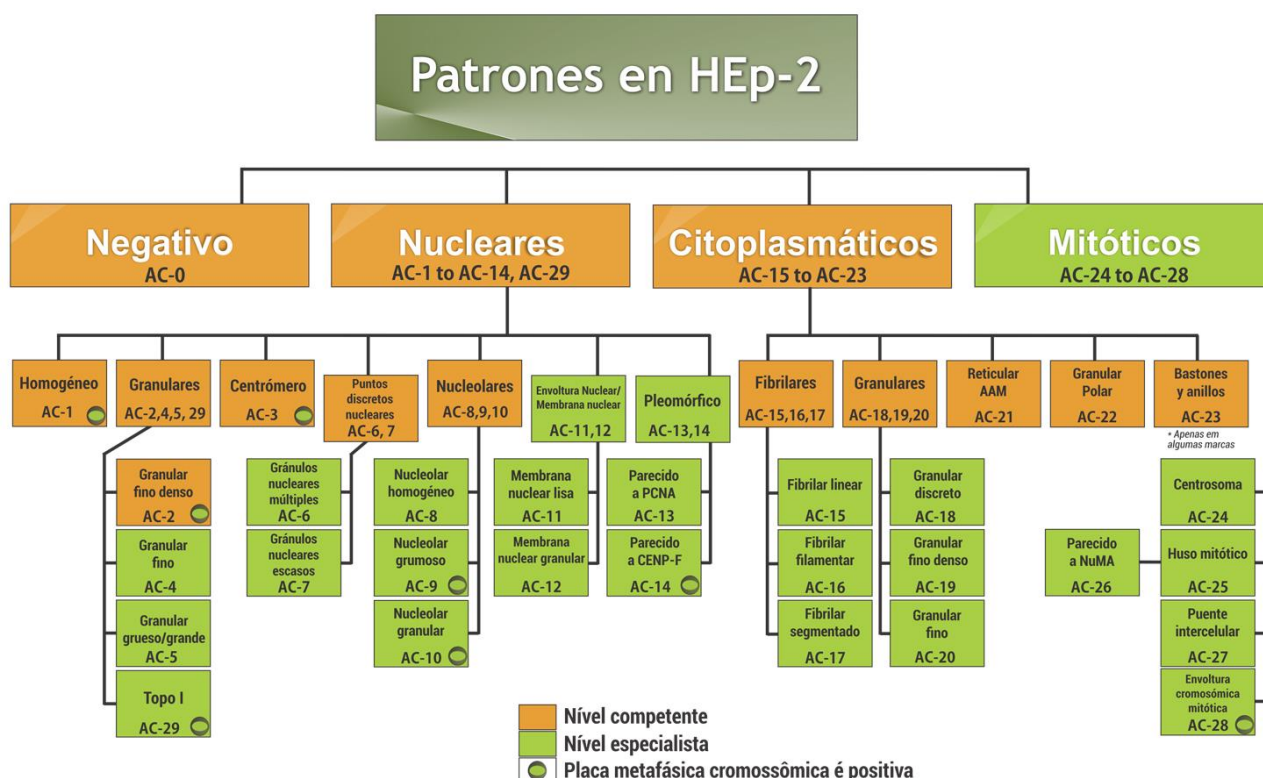 Patrones en HEp-2
Negativo
AC-0
Nucleares
AC-1 to AC-14, AC-29
Citoplasmáticos
AC-15 to AC-23
Mitóticos
AC-24 to AC-28
Homogéneo
AC-1
Granulares
AC-2,4,5, 29
Centrómero
AC-3
Puntos
discretos
nucleares
AC-6, 7
Nucleolares
AC-8,9,10
Envoltura Nuclear/
Membrana nuclear
AC-11,12
Pleomórfico
AC-13,14
Fibrilares
AC-15,16,17
Granulares
AC-18,19,20
Reticular
AAM
AC-21
Granular
Polar
AC-22
Bastones
y anillos
AC-23
* Apenas em
algumas marcas
Granular
fino denso
AC-2
Granular
fino
AC-4
Granular
grueso/grande
AC-5
Topo I
AC-29
Gránulos
nucleares
múltiples
AC-6
Gránulos
nucleares
escasos
AC-7
Nucleolar
homogéneo
AC-8
Nucleolar
grumoso
AC-9
Nucleolar
granular
AC-10
Membrana
nuclear lisa
AC-11
Membrana
nuclear granular
AC-12
Parecido
a PCNA
AC-13
Parecido
a CENP-F
AC-14
Fibrilar linear
AC-15
Fibrilar
filamentar
AC-16
Fibrilar
segmentado
AC-17
Granular
discreto
AC-18
Granular
fino denso
AC-19
Granular
fino
AC-20
Centrosoma
AC-24
Parecido
a NuMA
AC-26
Huso mitótico
AC-25
Puente
intercelular
AC-27
Envoltura
cromosómica
mitótica
AC-28
Nível competente
Nível especialista
Placa metafásica cromossômica é positiva